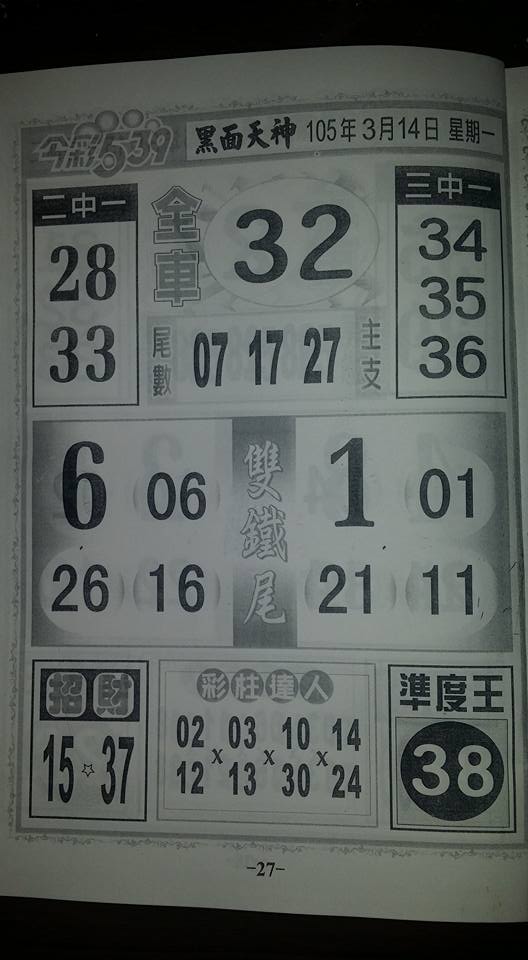 今彩539 黑面天神 105年3月14日 星期一
二中一
28
33
全車
32
尾數 07 17 27 主支
三中一
34
35
36
6 06
26 16
雙鐵尾
1 01
21 11
招財
15☆37
彩柱達人
02 03 10 14
x x x
12 13 30 24
準度王
38
-27-